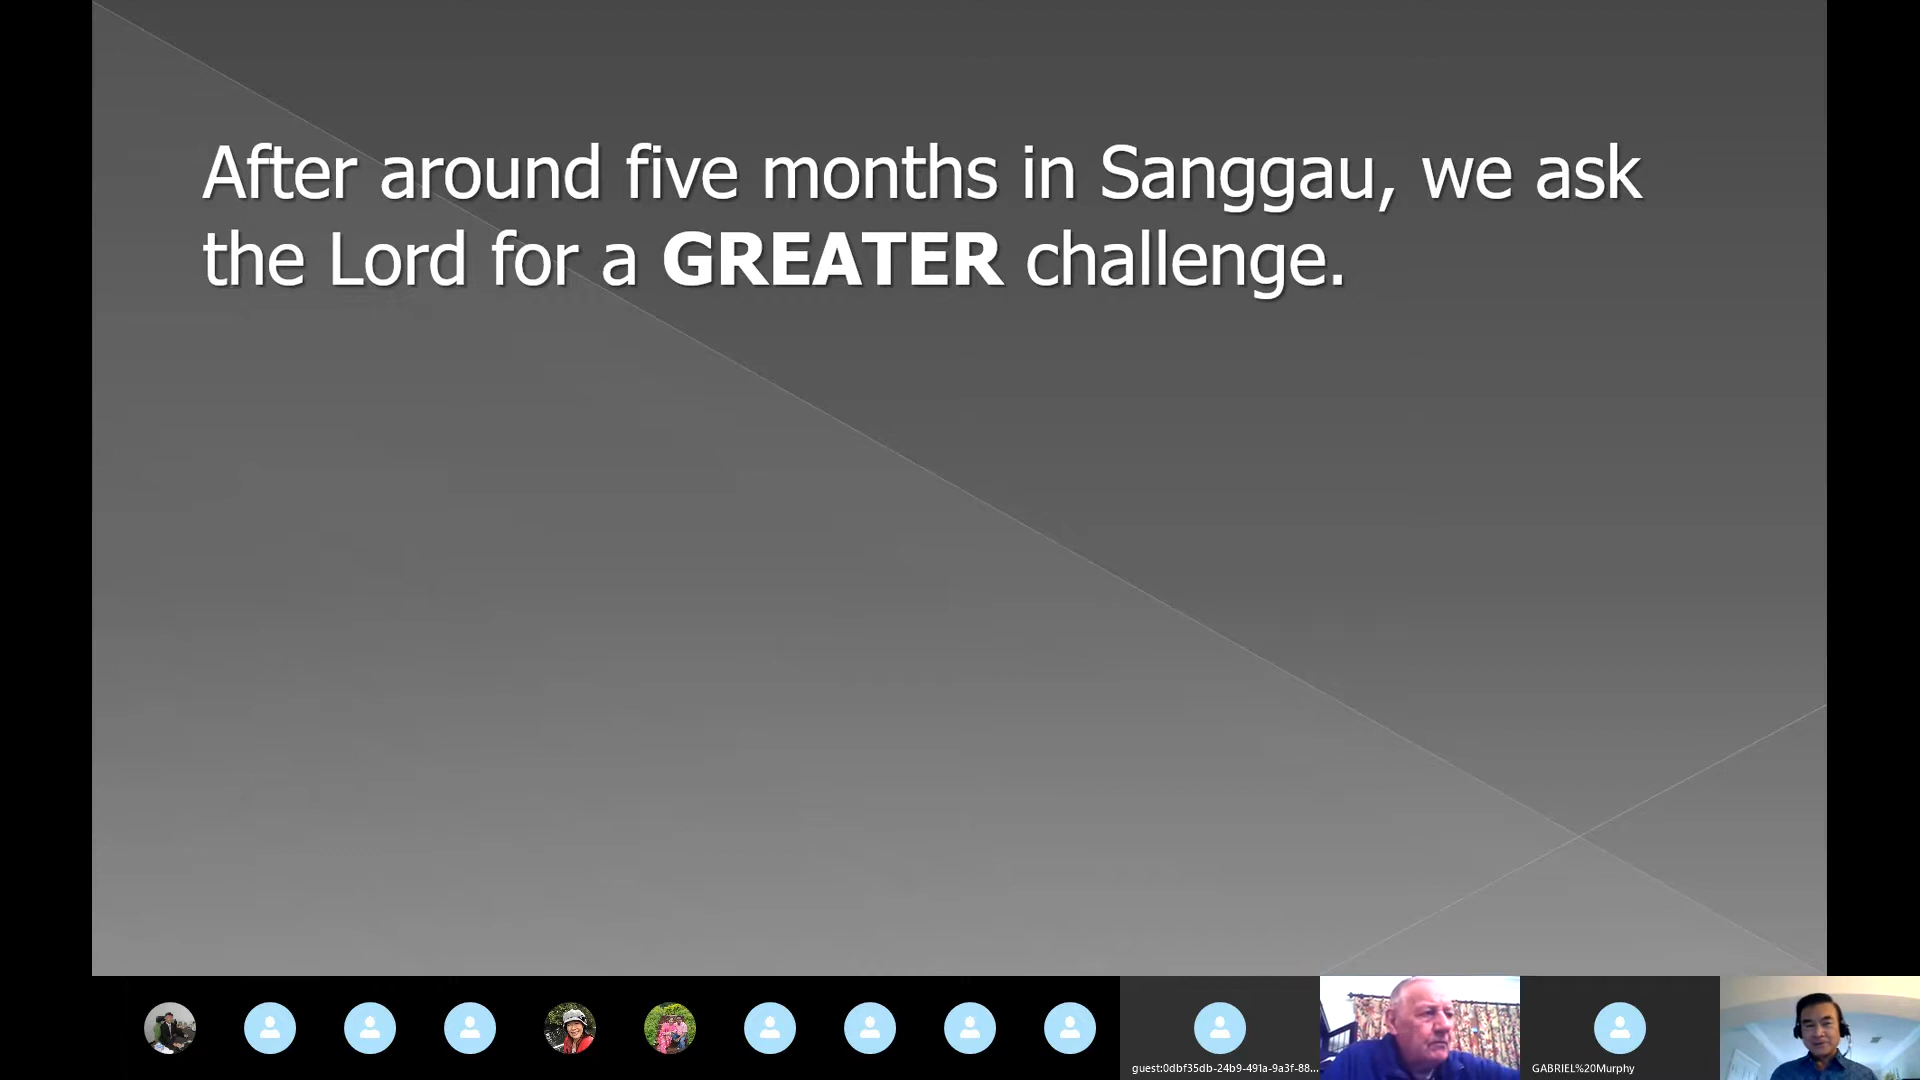 After around five months in Sanggau, we ask
the Lord for a GREATER challenge.
guest:0dbf35db-24b9-491a-9a3f-88...
GABRIEL%20Murphy